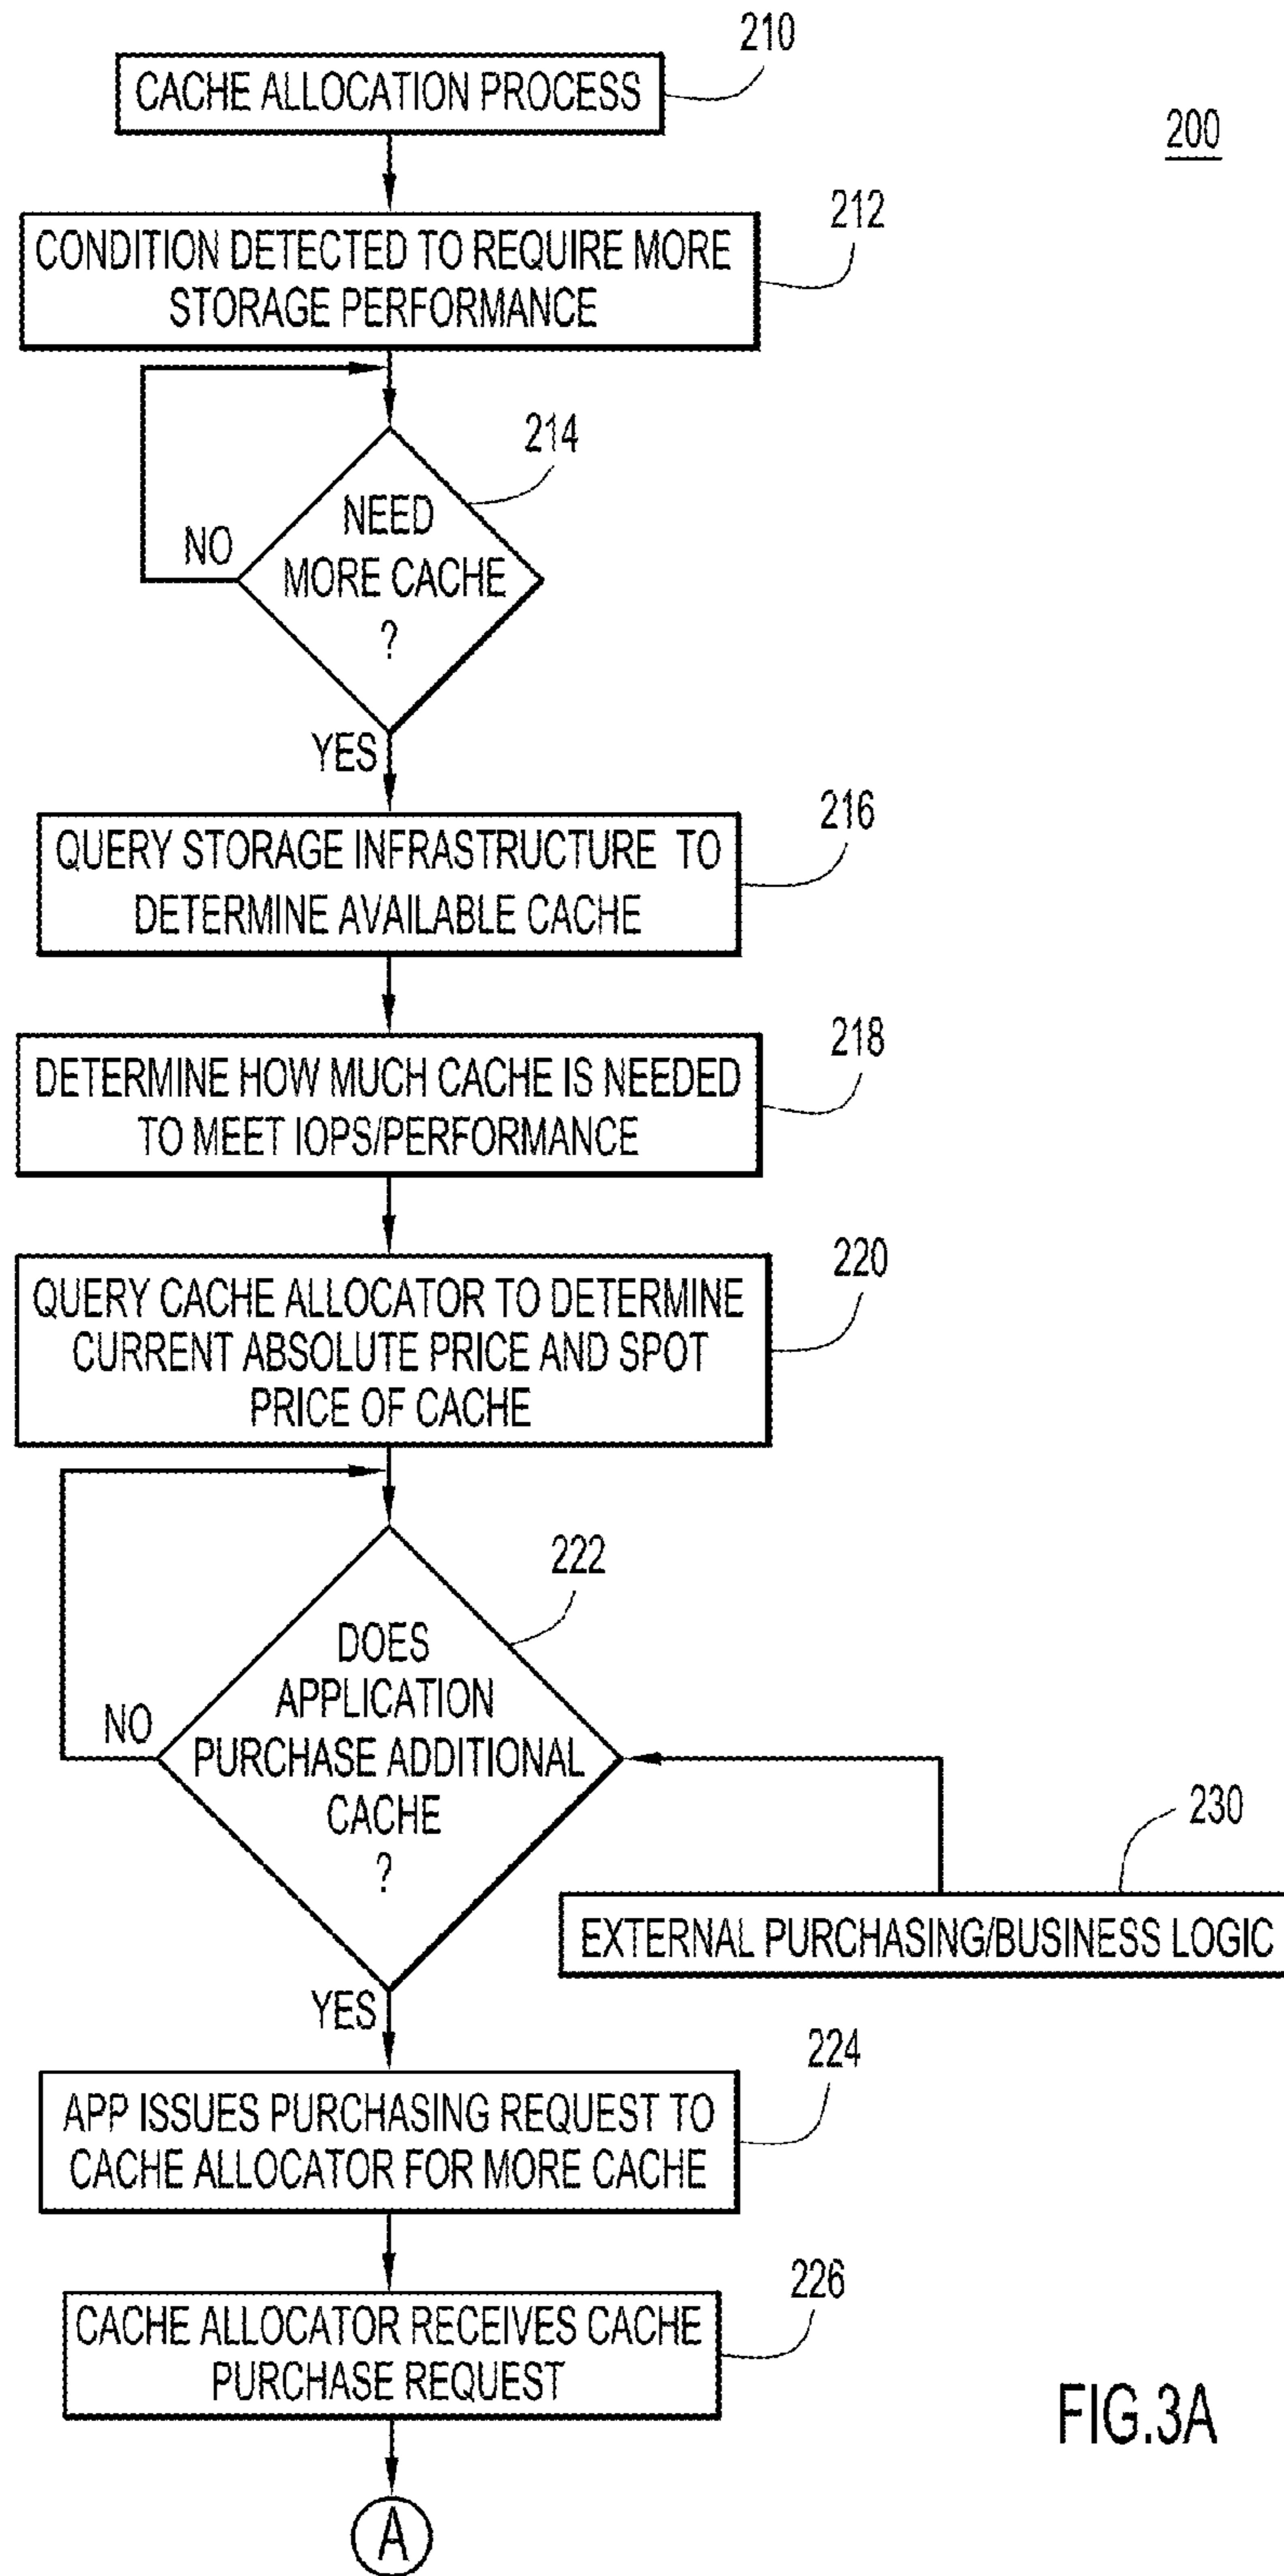 210
CACHE ALLOCATION PROCESS
200
212
CONDITION DETECTED TO REQUIRE MORE
STORAGE PERFORMANCE
214
NEED
MORE CACHE
?
NO
YES
216
QUERY STORAGE INFRASTRUCTURE TO
DETERMINE AVAILABLE CACHE
218
DETERMINE HOW MUCH CACHE IS NEEDED
TO MEET IOPS/PERFORMANCE
220
QUERY CACHE ALLOCATOR TO DETERMINE
CURRENT ABSOLUTE PRICE AND SPOT
PRICE OF CACHE
222
DOES
APPLICATION
PURCHASE ADDITIONAL
CACHE
?
NO
230
EXTERNAL PURCHASING/BUSINESS LOGIC
YES
224
APP ISSUES PURCHASING REQUEST TO
CACHE ALLOCATOR FOR MORE CACHE
226
CACHE ALLOCATOR RECEIVES CACHE
PURCHASE REQUEST
FIG.3A
A